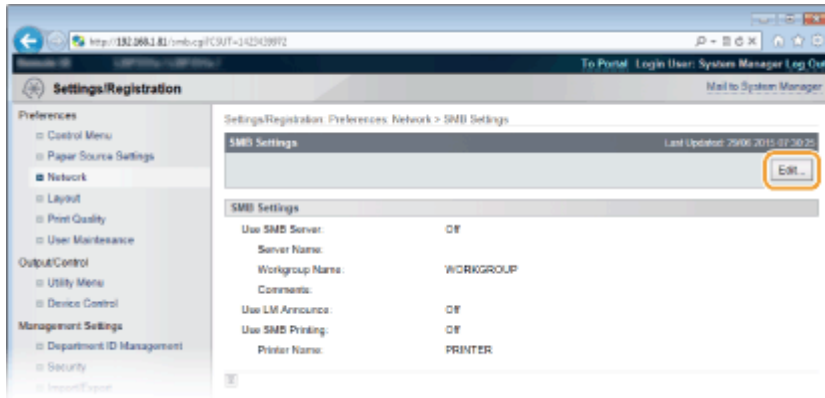 http://192.168.1.81/smb.cgi?CSUT=1423439972
To Portal Login User: System Manager Log Out
Settings/Registration
Mail to System Manager
Preferences
Control Menu
Paper Source Settings
Network
Layout
Print Quality
User Maintenance
Output/Control
Utility Menu
Device Control
Management Settings
Department ID Management
Security
Import/Export
Settings/Registration: Preferences: Network > SMB Settings
SMB Settings
Last Updated: 29/06 2015 07:30:25
Edit...
SMB Settings
Use SMB Server: Off
Server Name:
Workgroup Name: WORKGROUP
Comments:
Use LM Announce: Off
Use SMB Printing: Off
Printer Name: PRINTER